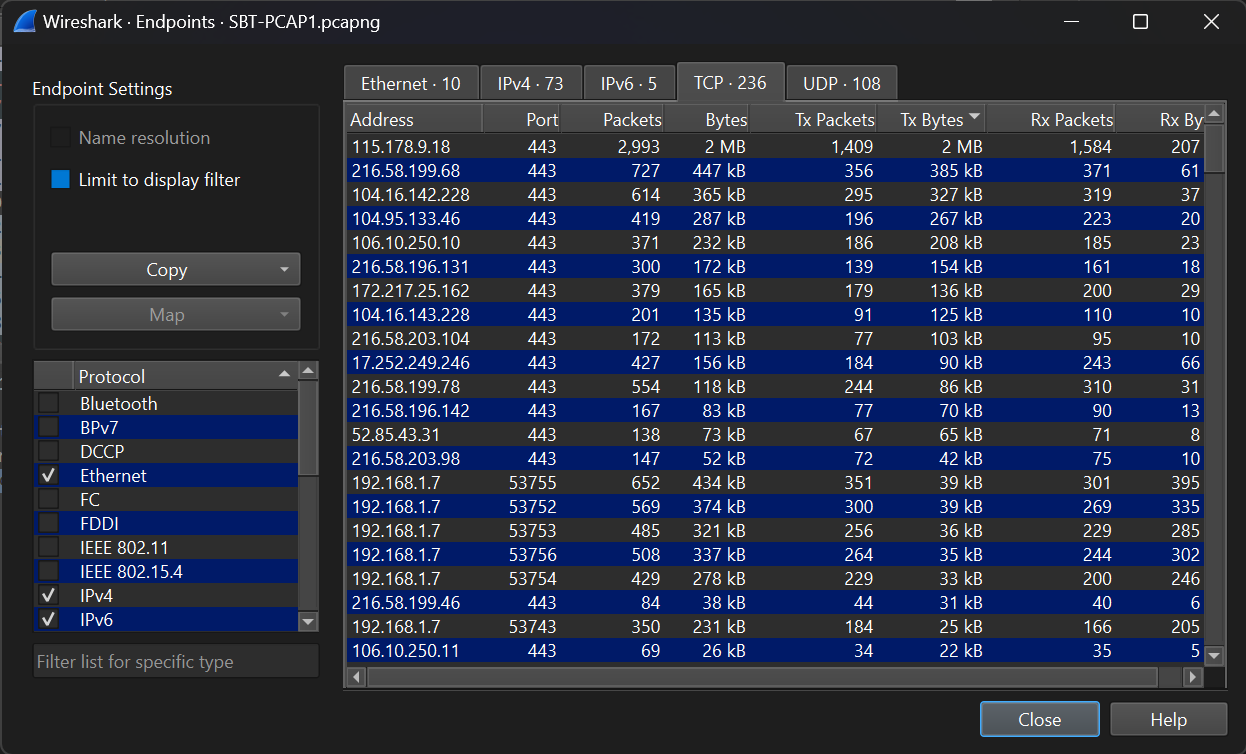 Wireshark · Endpoints · SBT-PCAP1.pcapng
Endpoint Settings
Name resolution
Limit to display filter
Copy
Map
Protocol
Bluetooth
BPv7
DCCP
Ethernet
FC
FDDI
IEEE 802.11
IEEE 802.15.4
IPv4
IPv6
Filter list for specific type
Ethernet · 10 IPv4 · 73 IPv6 · 5 TCP · 236 UDP · 108
Address Port Packets Bytes Tx Packets Tx Bytes Rx Packets Rx By
115.178.9.18 443 2,993 2 MB 1,409 2 MB 1,584 207
216.58.199.68 443 727 447 kB 356 385 kB 371 61
104.16.142.228 443 614 365 kB 295 327 kB 319 37
104.95.133.46 443 419 287 kB 196 267 kB 223 20
106.10.250.10 443 371 232 kB 186 208 kB 185 23
216.58.196.131 443 300 172 kB 139 154 kB 161 18
172.217.25.162 443 379 165 kB 179 136 kB 200 29
104.16.143.228 443 201 135 kB 91 125 kB 110 10
216.58.203.104 443 172 113 kB 77 103 kB 95 10
17.252.249.246 443 427 156 kB 184 90 kB 243 66
216.58.199.78 443 554 118 kB 244 86 kB 310 31
216.58.196.142 443 167 83 kB 77 70 kB 90 13
52.85.43.31 443 138 73 kB 67 65 kB 71 8
216.58.203.98 443 147 52 kB 72 42 kB 75 10
192.168.1.7 53755 652 434 kB 351 39 kB 301 395
192.168.1.7 53752 569 374 kB 300 39 kB 269 335
192.168.1.7 53753 485 321 kB 256 36 kB 229 285
192.168.1.7 53756 508 337 kB 264 35 kB 244 302
192.168.1.7 53754 429 278 kB 229 33 kB 200 246
216.58.199.46 443 84 38 kB 44 31 kB 40 6
192.168.1.7 53743 350 231 kB 184 25 kB 166 205
106.10.250.11 443 69 26 kB 34 22 kB 35 5
Close Help